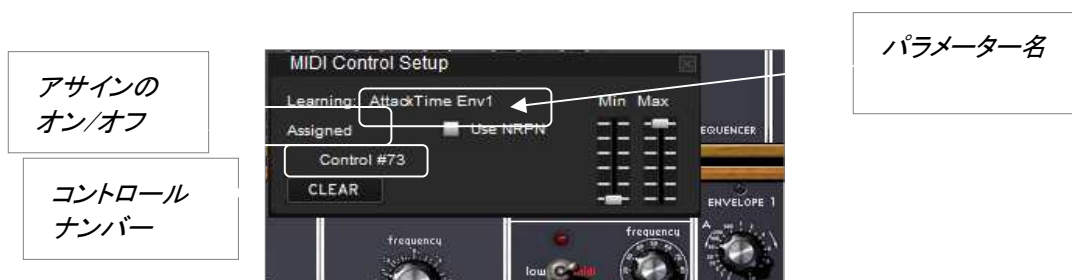 パラメーター名
アサインの
オン/オフ
コントロール
ナンバー
MIDI Control Setup
Learning: AttackTime Env1
Min Max
Assigned
Use NRPN
Control #73
CLEAR
EQUENCER
ENVELOPE 1
A
frequency
frequency
low
midi